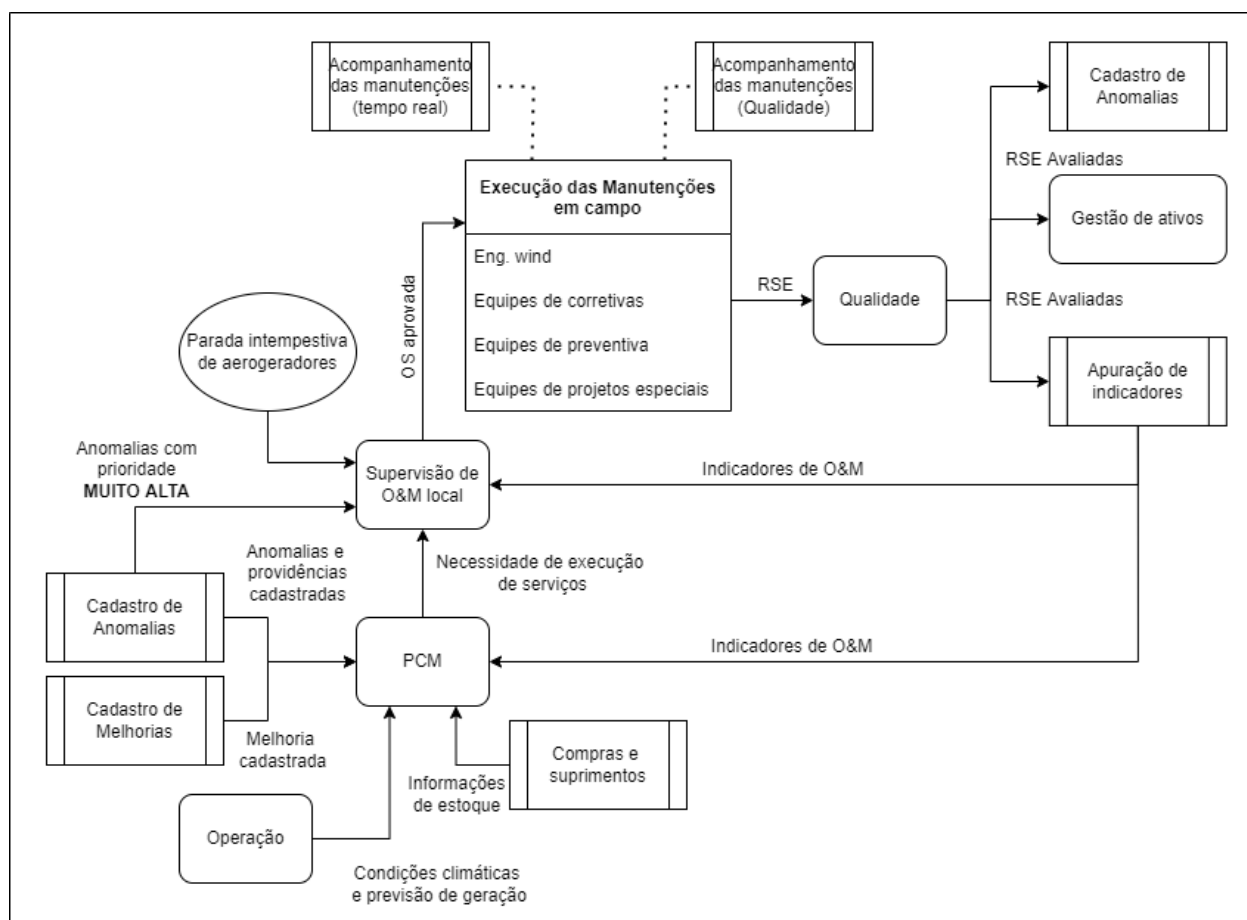 Acompanhamento
das manutenções
(tempo real)
Acompanhamento
das manutenções
(Qualidade)
Cadastro de
Anomalias
RSE Avaliadas
Execução das Manutenções
em campo
Gestão de ativos
Eng. wind
Equipes de corretivas
Equipes de preventiva
Equipes de projetos especiais
OS aprovada
RSE
Qualidade
RSE Avaliadas
Parada intempestiva
de aerogeradores
Apuração de
indicadores
Anomalias com
prioridade
MUITO ALTA
Supervisão de
O&M local
Indicadores de O&M
Anomalias e
providências
cadastradas
Necessidade de execução
de serviços
Cadastro de
Anomalias
PCM
Indicadores de O&M
Cadastro de
Melhorias
Melhoria
cadastrada
Informações
de estoque
Compras e
suprimentos
Operação
Condições climáticas
e previsão de geração